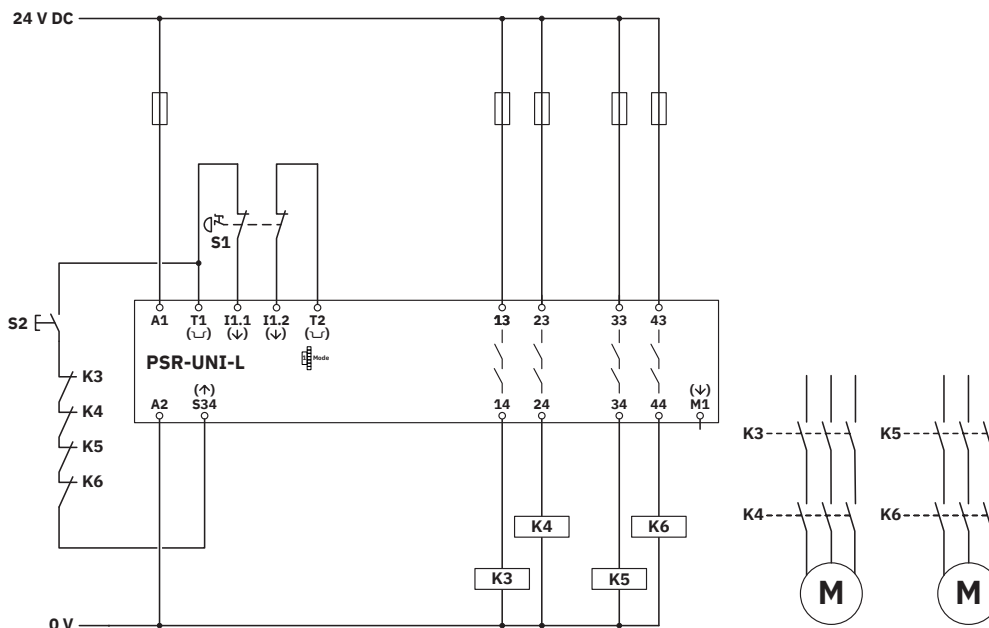 24 V DC
S1
S2
A1 T1 I1.1 I1.2 T2 13 23 33 43
Mode
PSR-UNI-L
A2 S34 14 24 34 44 M1
K3
K4
K5
K6
K4 K6
K3 K5
K3 K5
K4 K6
M M
0 V